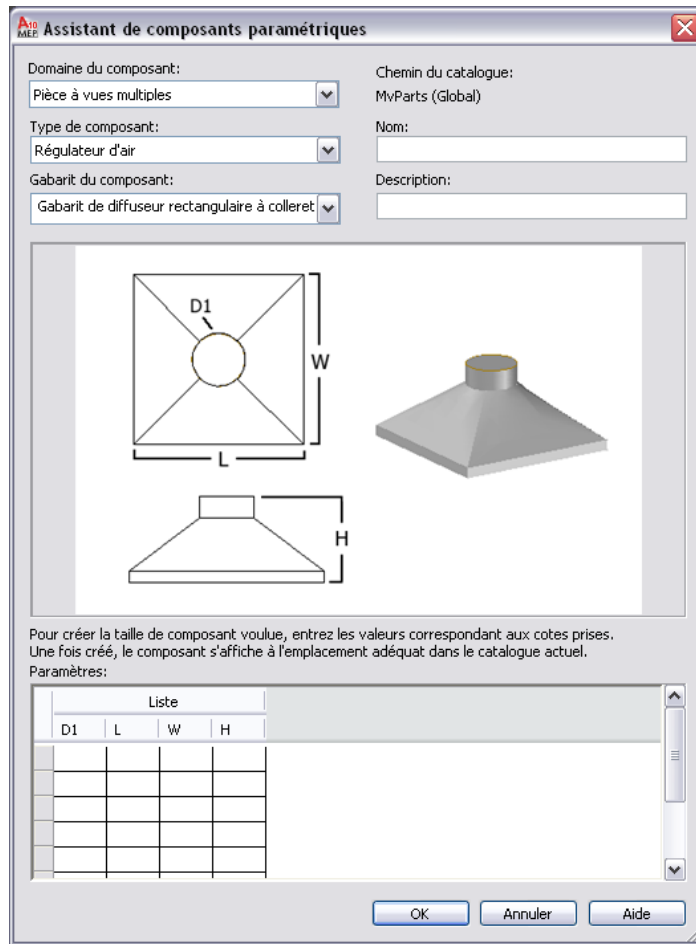 A10
MEP
Assistant de composants paramétriques
Domaine du composant:
Pièce à vues multiples
Chemin du catalogue:
MvParts (Global)
Type de composant:
Régulateur d'air
Nom:
Gabarit du composant:
Gabarit de diffuseur rectangulaire à colleret
Description:
D1
W
L
H
Pour créer la taille de composant voulue, entrez les valeurs correspondant aux cotes prises.
Une fois créé, le composant s'affiche à l'emplacement adéquat dans le catalogue actuel.
Paramètres:
Liste
D1 L W H
OK Annuler Aide